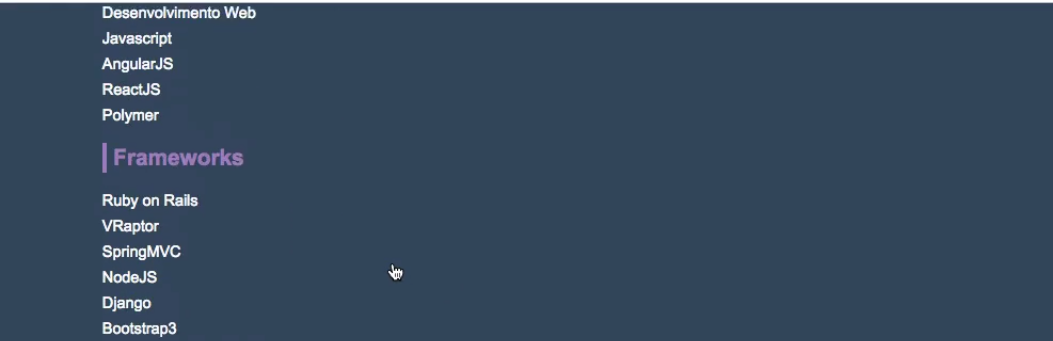 Desenvolvimento Web
Javascript
AngularJS
ReactJS
Polymer
Frameworks
Ruby on Rails
VRaptor
SpringMVC
NodeJS
Django
Bootstrap3